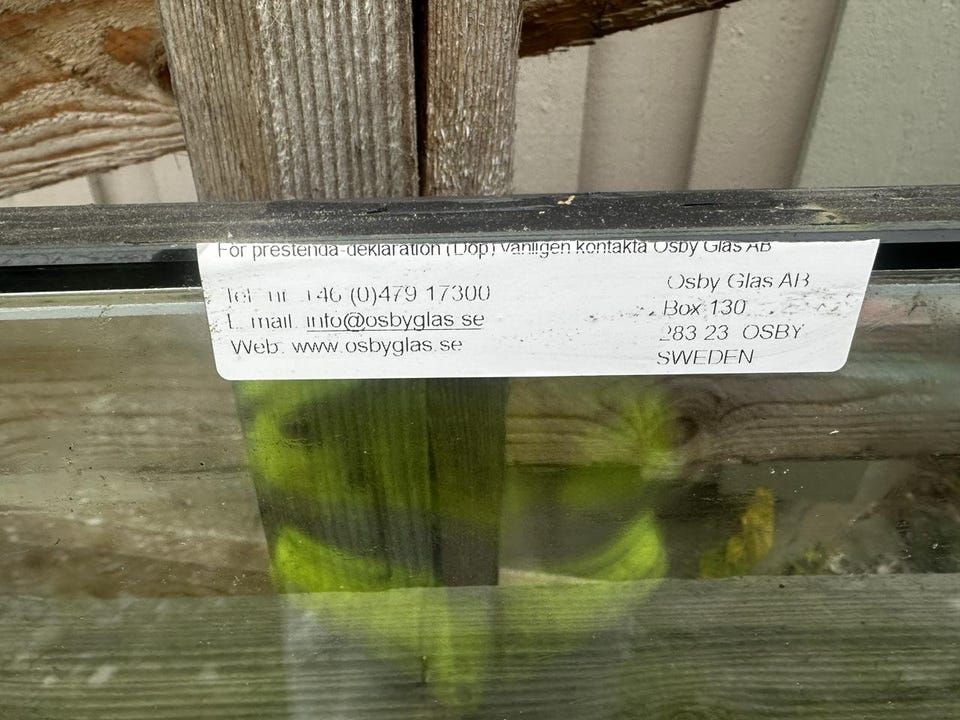 För prestenda-deklaration (Dop) vänligen kontakta Osby Glas AB
Tel. nr. +46 (0)479 17300
E mail: info@osbyglas.se
Web: www.osbyglas.se
Osby Glas AB
Box 130
283 23 OSBY
SWEDEN